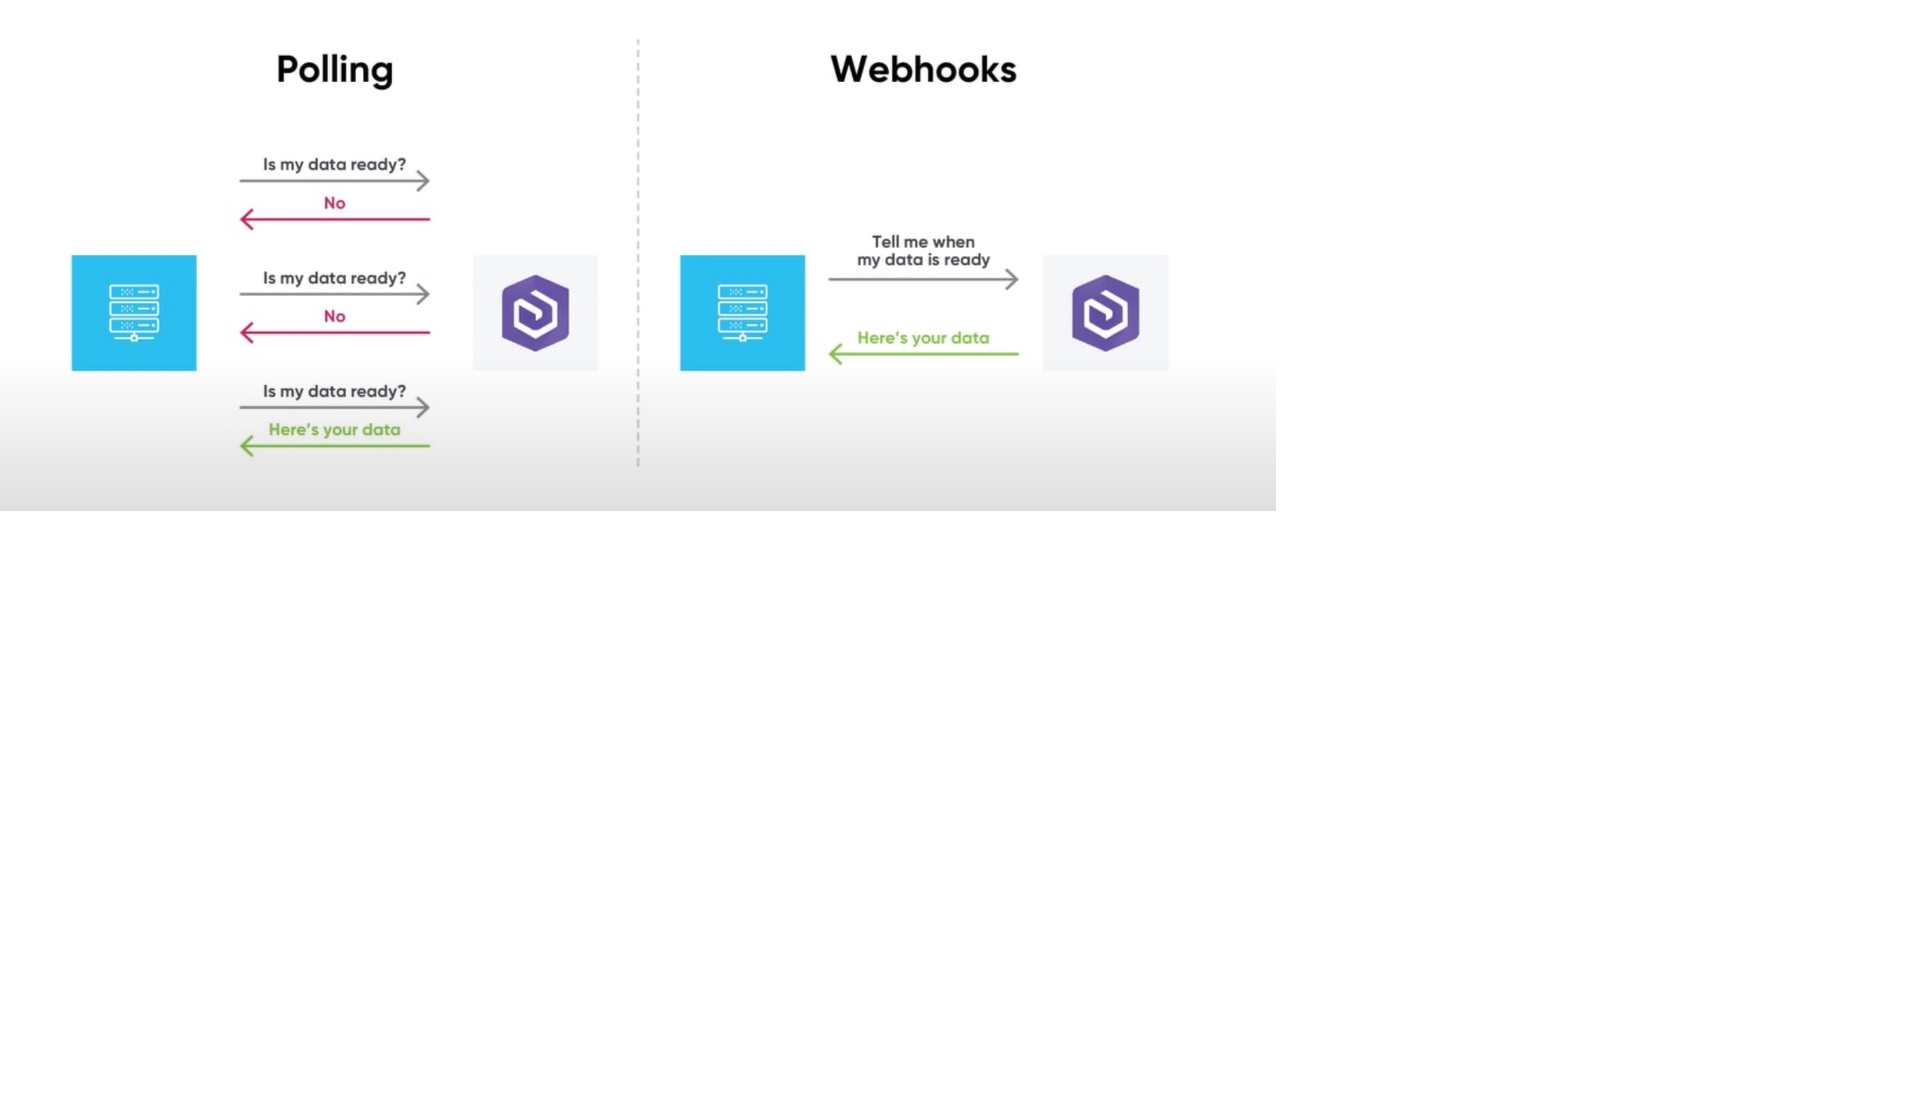 Polling
Is my data ready?
No
Is my data ready?
No
Is my data ready?
Here's your data
Webhooks
Tell me when
my data is ready
Here's your data